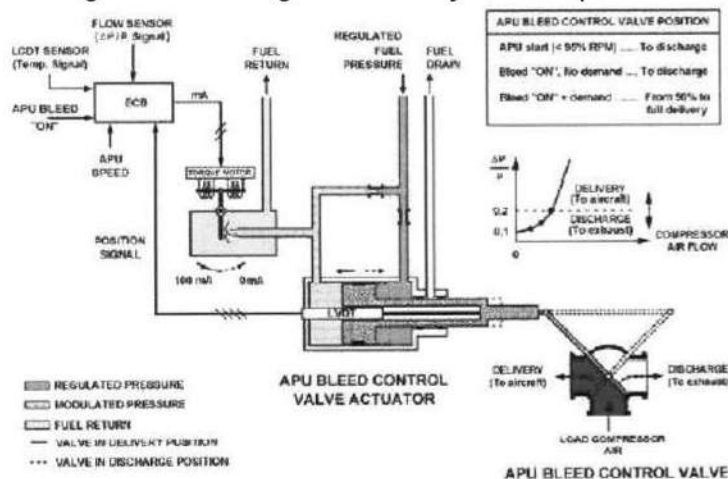 FLOW SENSOR
(ΔP/P Signal)
LCDT SENSOR
(Temp. Signal)
APU BLEED
"ON"
ECB
mA
APU
SPEED
FUEL
RETURN
REGULATED
FUEL
PRESSURE
FUEL
DRAIN
APU BLEED CONTROL VALVE POSITION
APU start (< 95% RPM) ..... To discharge
Bleed "ON", No demand .... To discharge
Bleed "ON" + demand ........ From 50% to
full delivery
TORQUE MOTOR
POSITION
SIGNAL
100 mA
0mA
ΔP
P
DELIVERY
(To aircraft)
0.2
DISCHARGE
(To exhaust)
0.1
0
COMPRESSOR
AIR FLOW
LVDT
APU BLEED CONTROL
VALVE ACTUATOR
DELIVERY
(To aircraft)
DISCHARGE
(To exhaust)
LOAD COMPRESSOR
AIR
APU BLEED CONTROL VALVE
REGULATED PRESSURE
MODULATED PRESSURE
FUEL RETURN
VALVE IN DELIVERY POSITION
VALVE IN DISCHARGE POSITION